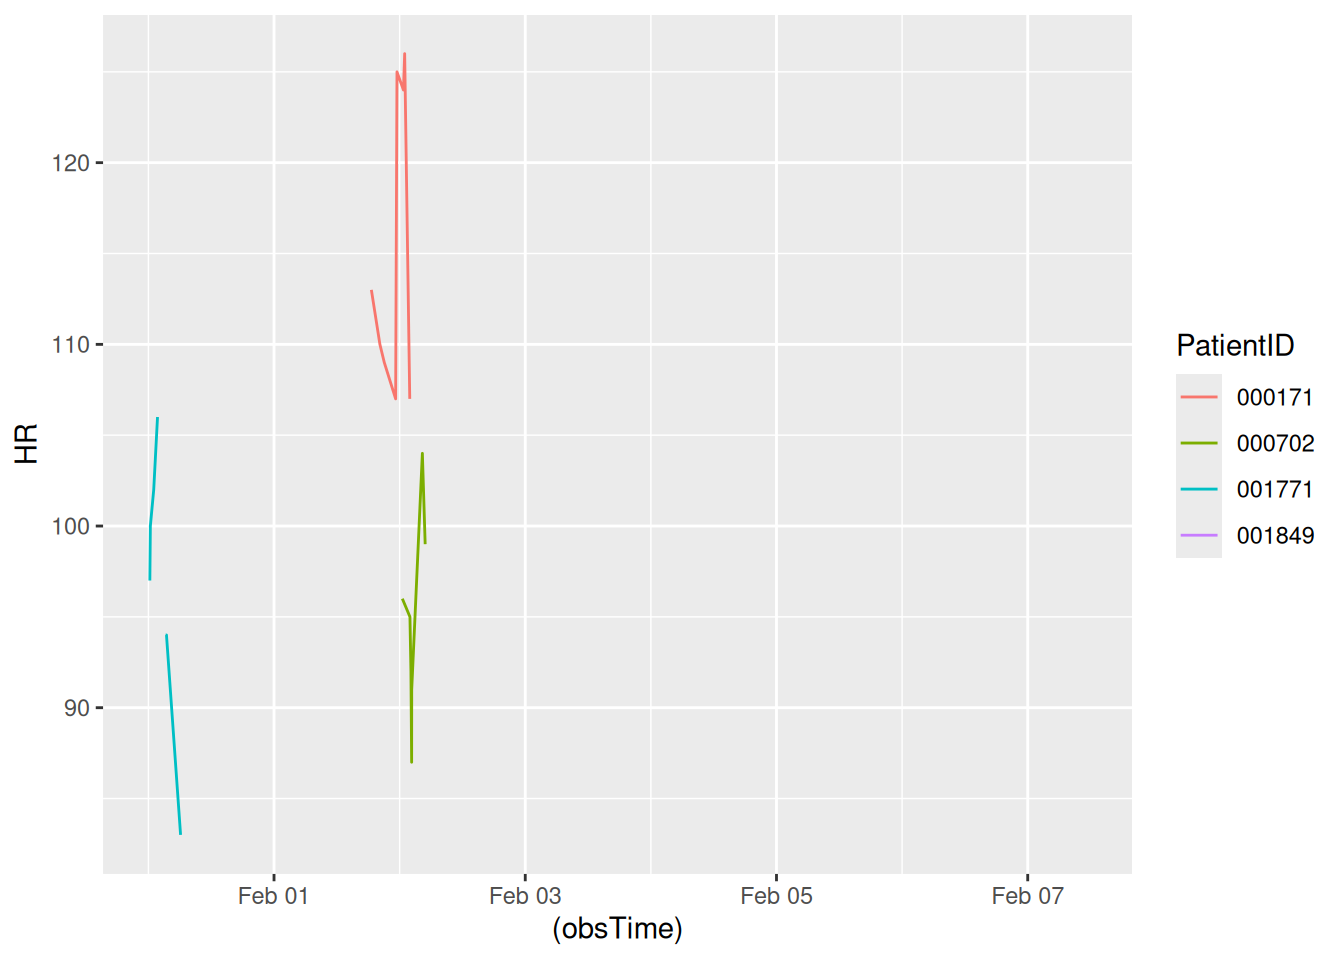 120
110
100
90
HR
Feb 01
Feb 03
Feb 05
Feb 07
(obsTime)
PatientID
000171
000702
001771
001849